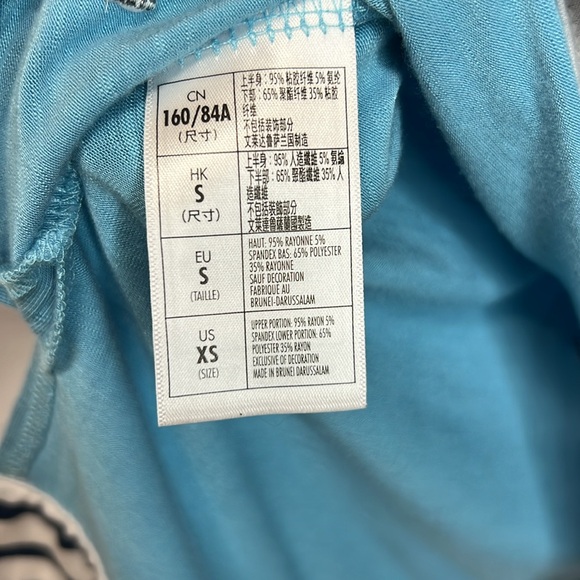 CN
160/84A
(尺寸)
上半身：95% 粘胶纤维 5% 氨纶
下部：65% 聚酯纤维 35% 粘胶
纤维
不包括装饰部分
文莱达鲁萨兰国制造
HK
S
(尺寸)
上半身：95% 人造纖維 5% 氨綸
下半部：65% 聚酯纖維 35% 人
造纖維
不包括裝飾部分
文萊達魯薩蘭國製造
EU
S
(TAILLE)
HAUT: 95% RAYONNE 5%
SPANDEX BAS: 65% POLYESTER
35% RAYONNE
SAUF DECORATION
FABRIQUE AU
BRUNEI-DARUSSALAM
US
XS
(SIZE)
UPPER PORTION: 95% RAYON 5%
SPANDEX LOWER PORTION: 65%
POLYESTER 35% RAYON
EXCLUSIVE OF DECORATION
MADE IN BRUNEI DARUSSALAM